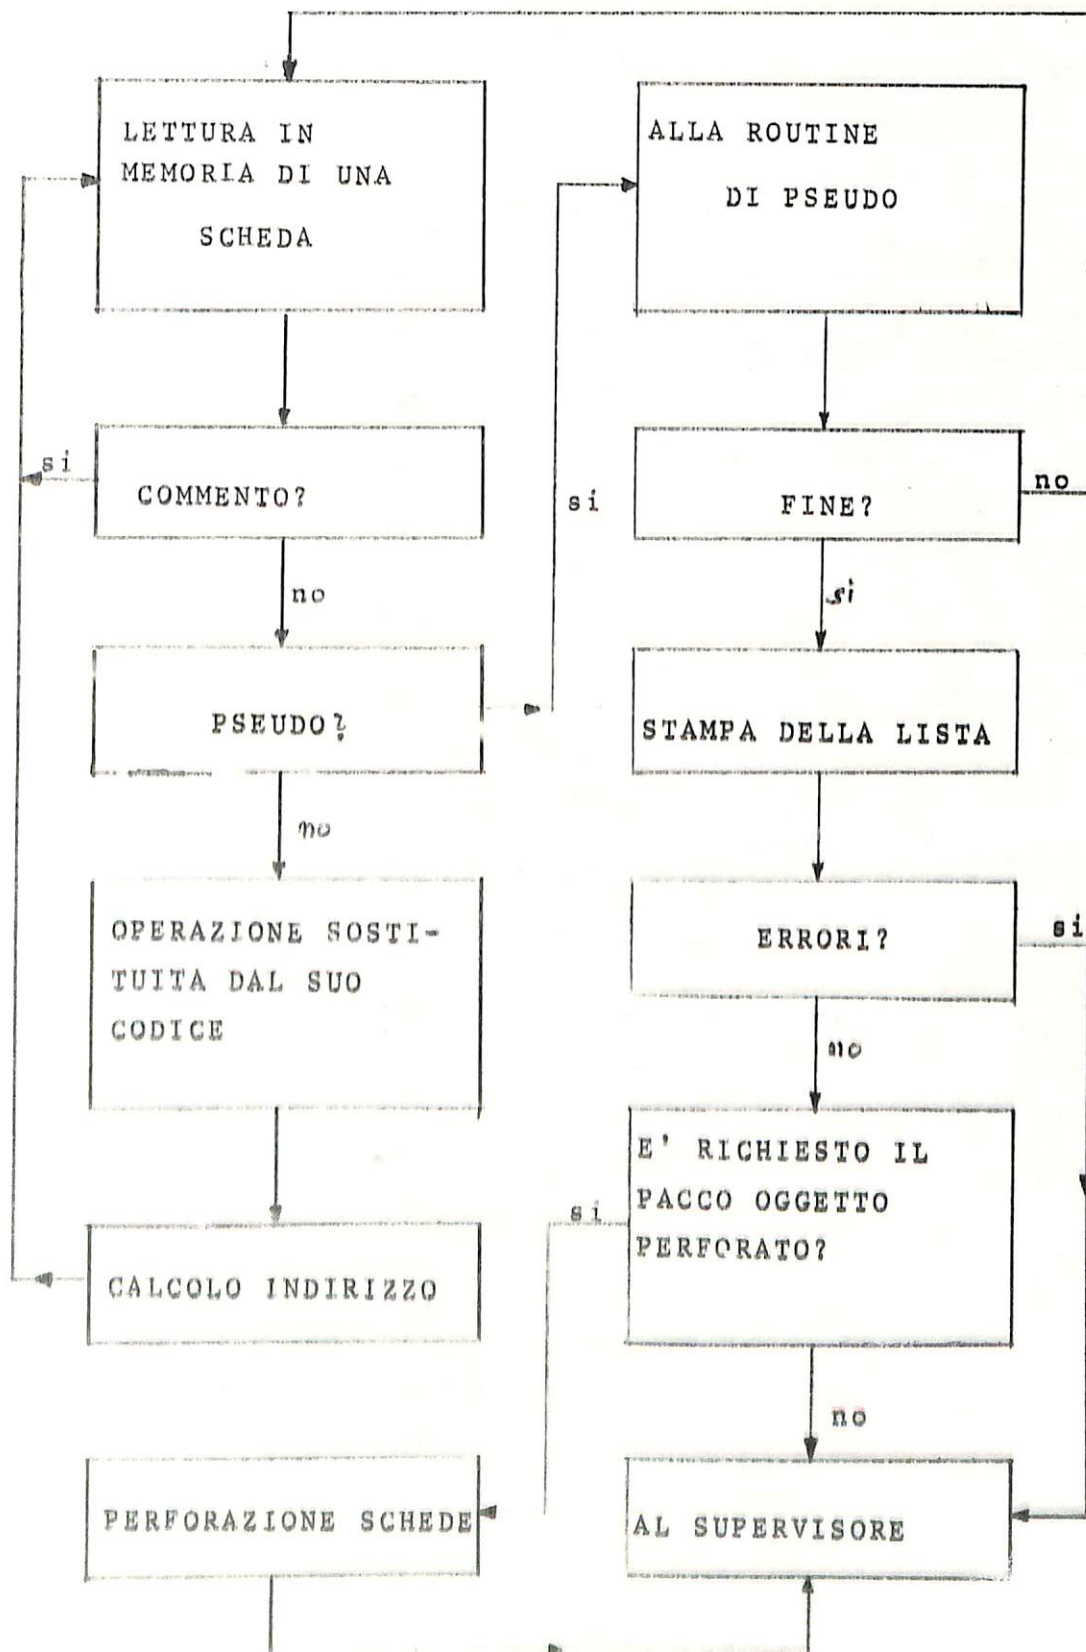 LETTURA IN
MEMORIA DI UNA
SCHEDA
si
COMMENTO?
no
PSEUDO?
no
OPERAZIONE SOSTI-
TUITA DAL SUO
CODICE
CALCOLO INDIRIZZO
PERFORAZIONE SCHEDE
ALLA ROUTINE
DI PSEUDO
si
FINE?
no
si
STAMPA DELLA LISTA
ERRORI?
si
no
E' RICHIESTO IL
PACCO OGGETTO
PERFORATO?
si
no
AL SUPERVISORE